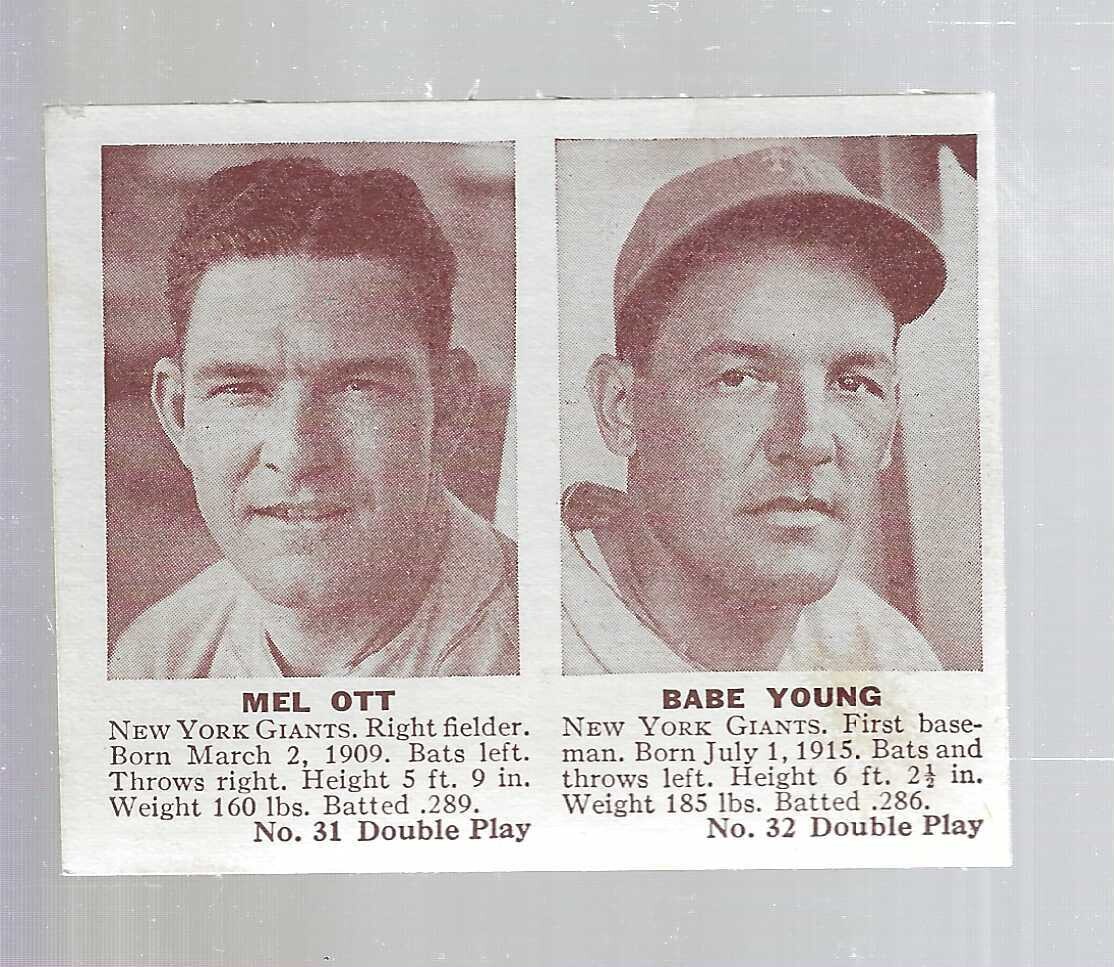 MEL OTT
NEW YORK GIANTS. Right fielder.
Born March 2, 1909. Bats left.
Throws right. Height 5 ft. 9 in.
Weight 160 lbs. Batted .289.
No. 31 Double Play
BABE YOUNG
NEW YORK GIANTS. First base-
man. Born July 1, 1915. Bats and
throws left. Height 6 ft. 2½ in.
Weight 185 lbs. Batted .286.
No. 32 Double Play